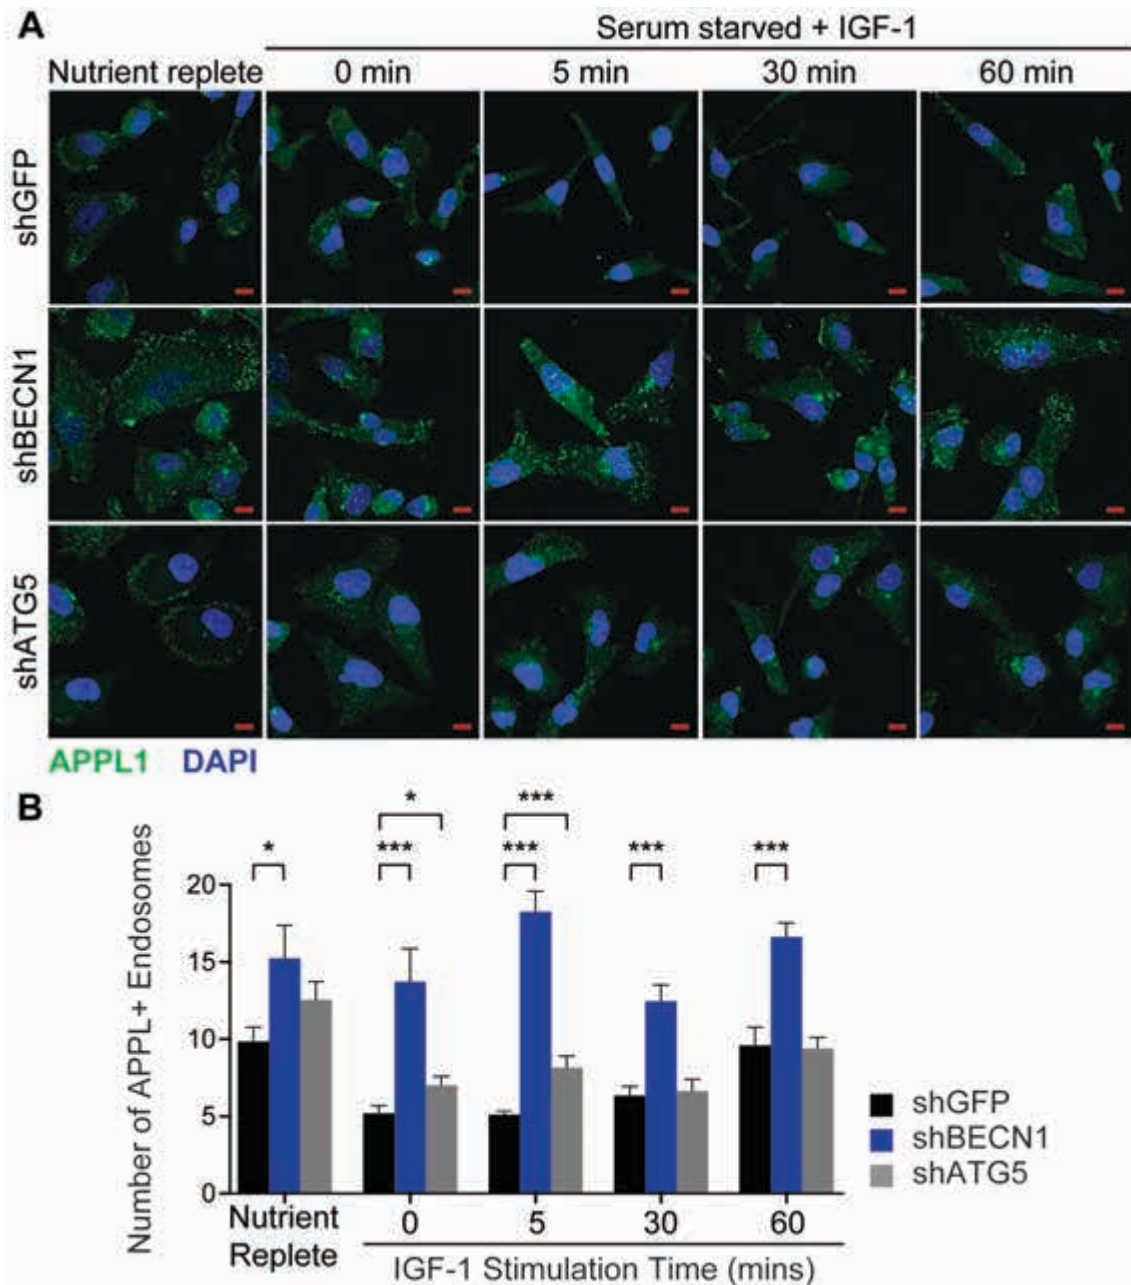 A
Serum starved + IGF-1
Nutrient replete 0 min 5 min 30 min 60 min
shGFP
shBECN1
shATG5
APPL1 DAPI
B
* ***
* *** *** *** ***
Number of APPL+ Endosomes
20
15
10
5
0
shGFP
shBECN1
shATG5
Nutrient Replete
0 5 30 60
IGF-1 Stimulation Time (mins)